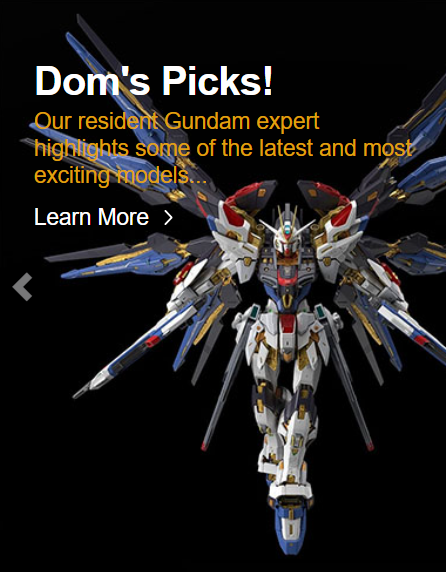 Dom's Picks!
Our resident Gundam expert
highlights some of the latest and most
exciting models...
Learn More